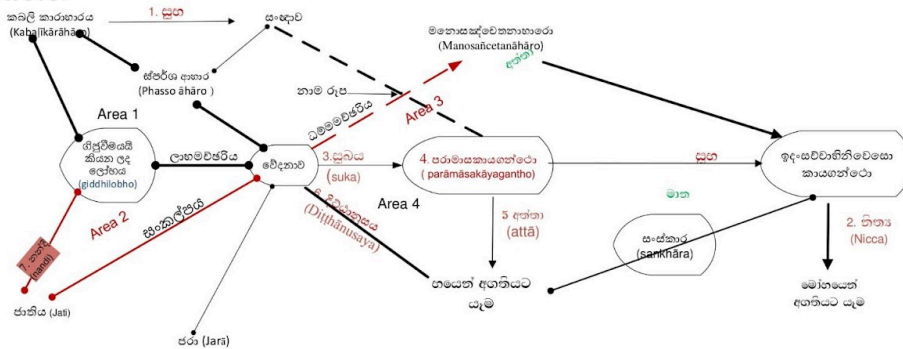 කබලි කාරාහාරය
(Kabaḷīkārāhāro)
1. සුඛ
සංඥාව
මනොසඤ්චෙතනාහාරො
(Manosañcetanāhāro)
අත්තා
ස්පර්ශ ආහාර
(Phasso āhāro )
නාම රූප
ධම්මමච්ඡරිය
Area 3
Area 1
ගිජුවීමයයි
කියන ලද
ලෝභය
(giddhilobho)
ලාභමච්ඡරිය
වේදනාව
3.සුඛය
(suka)
4. පරාමාසකායගන්ථො
( parāmāsakāyagantho)
සුභ
ඉදංසච්චාභිනිවෙසො
කායගන්ථො
Area 2
සංකල්පය
6. දිට්ඨානුසය
(Diṭṭhānusaya)
Area 4
5 අත්තා
(attā)
මාන
සංස්කාර
(sankhāra)
2. නිත්‍ය
(Nicca)
7. නන්දි
(nandi)
ජාතිය (Jati)
භයෙන් අගතියට
යෑම
මෝහයෙන්
අගතියට යෑම
ජරා (Jarā)